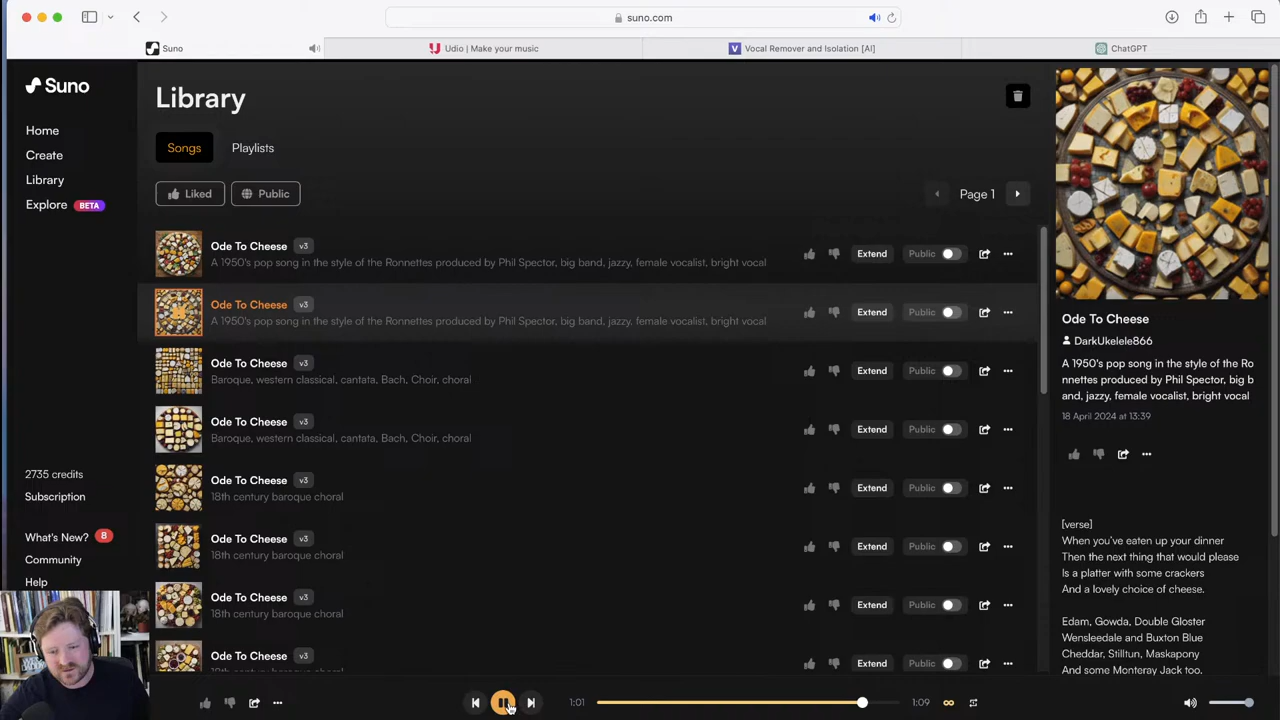 suno.com
Suno
Udio | Make your music
V Vocal Remover and Isolation [AI]
ChatGPT
Suno
Home
Create
Library
Explore BETA
2735 credits
Subscription
What's New? 8
Community
Help
Library
Songs Playlists
Liked Public
Page 1
Ode To Cheese v3
A 1950's pop song in the style of the Ronnettes produced by Phil Spector, big band, jazzy, female vocalist, bright vocal
Extend Public
Ode To Cheese v3
A 1950's pop song in the style of the Ronnettes produced by Phil Spector, big band, jazzy, female vocalist, bright vocal
Extend Public
Ode To Cheese v3
Baroque, western classical, cantata, Bach, Choir, choral
Extend Public
Ode To Cheese v3
Baroque, western classical, cantata, Bach, Choir, choral
Extend Public
Ode To Cheese v3
18th century baroque choral
Extend Public
Ode To Cheese v3
18th century baroque choral
Extend Public
Ode To Cheese v3
18th century baroque choral
Extend Public
Ode To Cheese v3
18th century baroque choral
Extend Public
Ode To Cheese
DarkUkelele866
A 1950's pop song in the style of the Ro
nnettes produced by Phil Spector, big b
and, jazzy, female vocalist, bright vocal
18 April 2024 at 13:39
[verse]
When you've eaten up your dinner
Then the next thing that would please
Is a platter with some crackers
And a lovely choice of cheese.
Edam, Gowda, Double Gloster
Wensleedale and Buxton Blue
Cheddar, Stilltun, Maskapony
And some Monteray Jack too.
1:01 1:09